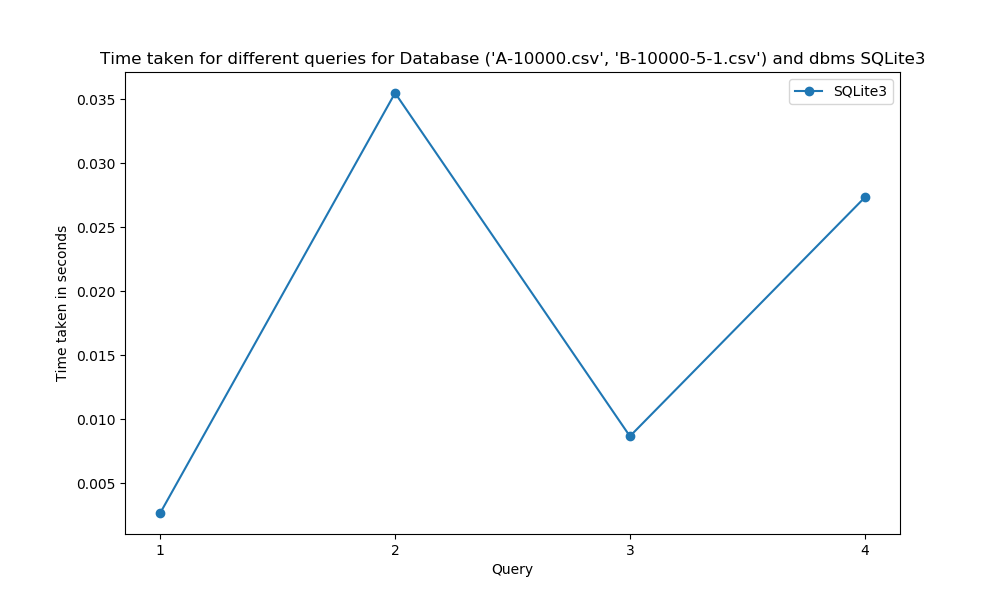 Time taken for different queries for Database ('A-10000.csv', 'B-10000-5-1.csv') and dbms SQLite3
SQLite3
0.035
0.030
0.025
0.020
0.015
0.010
0.005
Time taken in seconds
1 2 3 4
Query